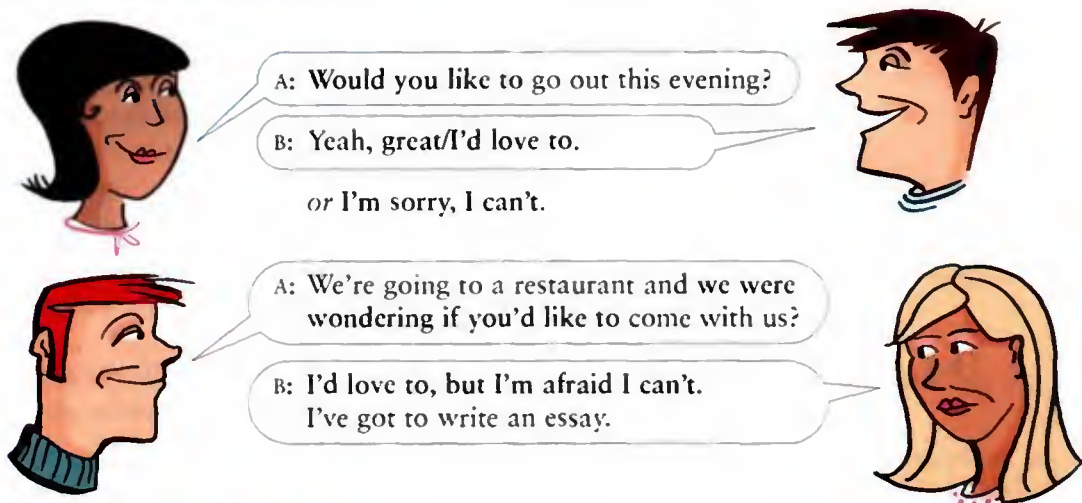 A: Would you like to go out this evening?
B: Yeah, great/I'd love to.
or I'm sorry, I can't.
A: We're going to a restaurant and we were
wondering if you'd like to come with us?
B: I'd love to, but I'm afraid I can't.
I've got to write an essay.